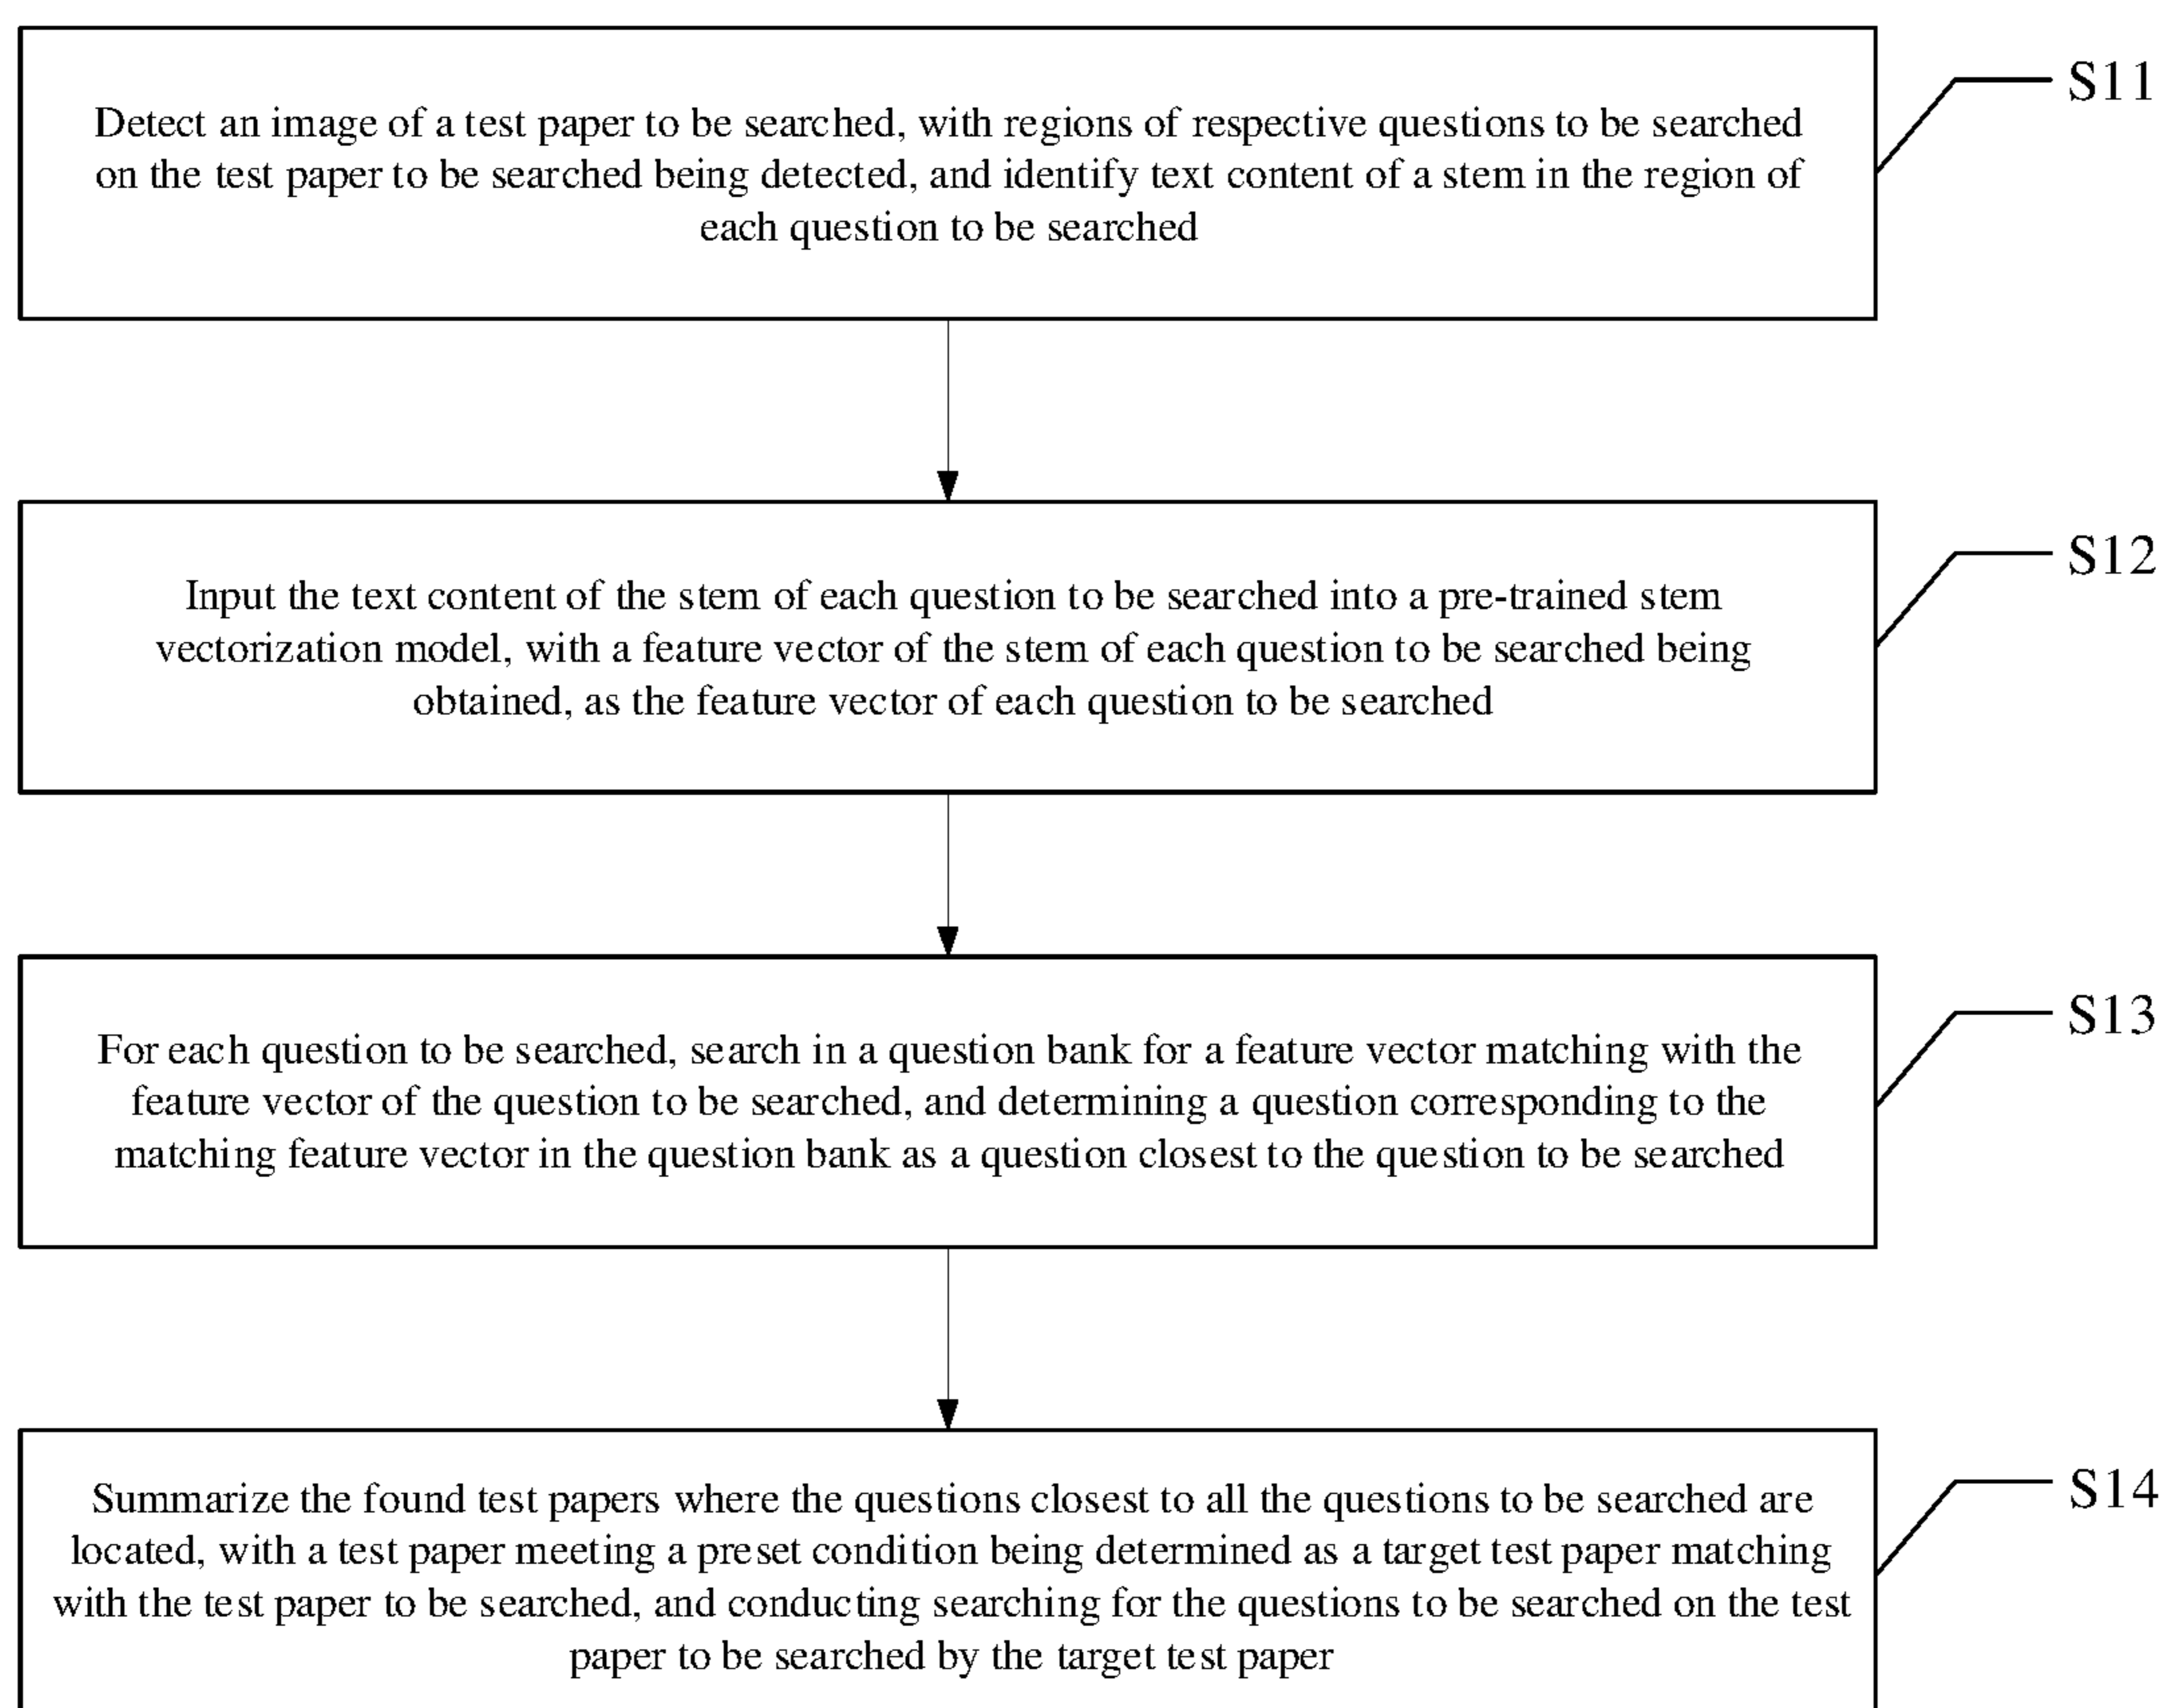 S11
Detect an image of a test paper to be searched, with regions of respective questions to be searched
on the test paper to be searched being detected, and identify text content of a stem in the region of
each question to be searched
S12
Input the text content of the stem of each question to be searched into a pre-trained stem
vectorization model, with a feature vector of the stem of each question to be searched being
obtained, as the feature vector of each question to be searched
S13
For each question to be searched, search in a question bank for a feature vector matching with the
feature vector of the question to be searched, and determining a question corresponding to the
matching feature vector in the question bank as a question closest to the question to be searched
S14
Summarize the found test papers where the questions closest to all the questions to be searched are
located, with a test paper meeting a preset condition being determined as a target test paper matching
with the test paper to be searched, and conducting searching for the questions to be searched on the test
paper to be searched by the target test paper